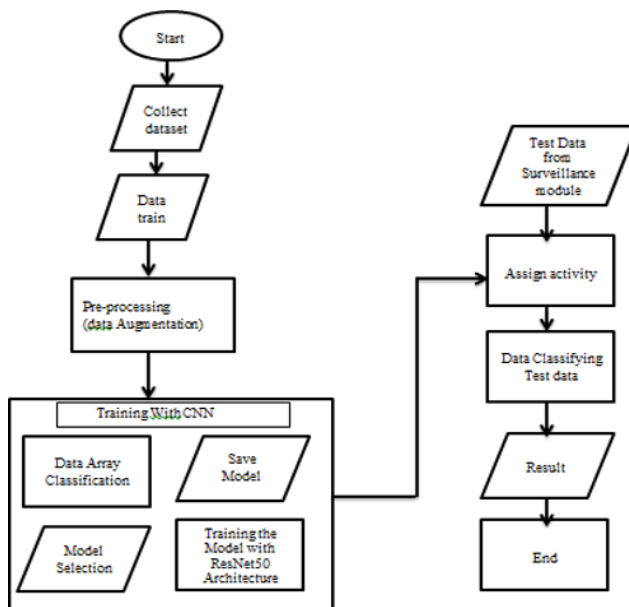 Start
Collect
dataset
Data
train
Pre-processing
(data Augmentation)
Training With CNN
Data Array
Classification
Save
Model
Model
Selection
Training the
Model with
ResNet50
Architecture
Test Data
from
Surveillance
module
Assign activity
Data Classifying
Test data
Result
End